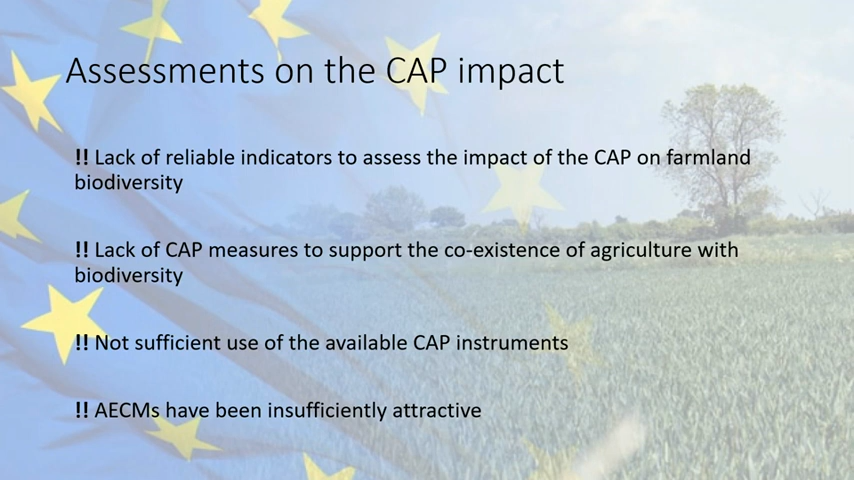 Assessments on the CAP impact
!! Lack of reliable indicators to assess the impact of the CAP on farmland
biodiversity
!! Lack of CAP measures to support the co-existence of agriculture with
biodiversity
!! Not sufficient use of the available CAP instruments
!! AECMs have been insufficiently attractive